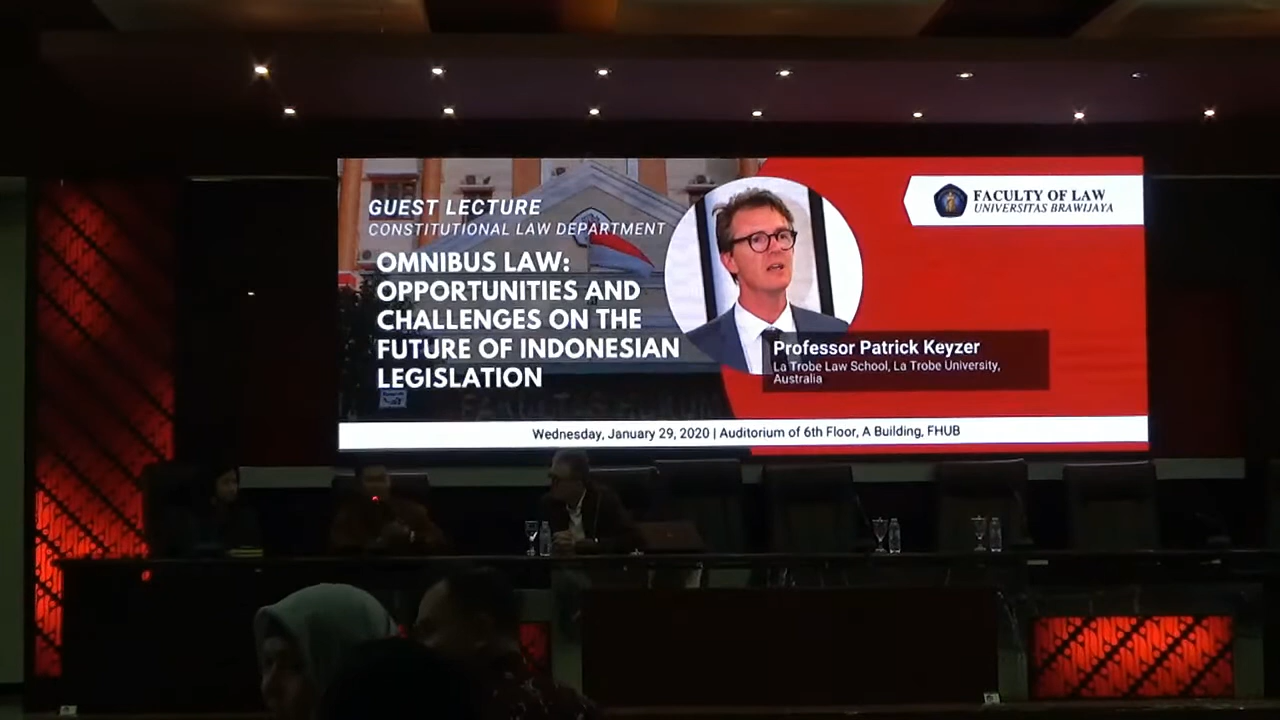 GUEST LECTURE
CONSTITUTIONAL LAW DEPARTMENT
OMNIBUS LAW:
OPPORTUNITIES AND
CHALLENGES ON THE
FUTURE OF INDONESIAN
LEGISLATION
FACULTY OF LAW
UNIVERSITAS BRAWIJAYA
Professor Patrick Keyzer
La Trobe Law School, La Trobe University,
Australia
Wednesday, January 29, 2020 | Auditorium of 6th Floor, A Building, FHUB